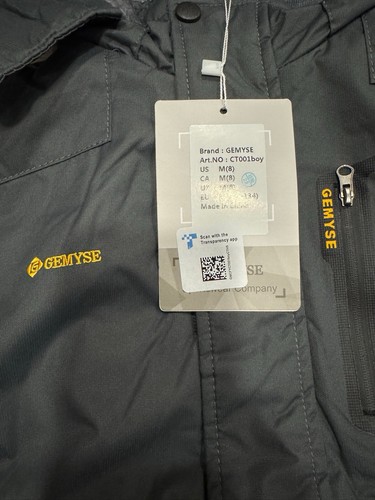 Brand : GEMYSE
Art.NO : CT001boy
US M(8)
CA M(8)
Made in
Scan with the
Transparency app
GEMYSE
GEMYSE
Company